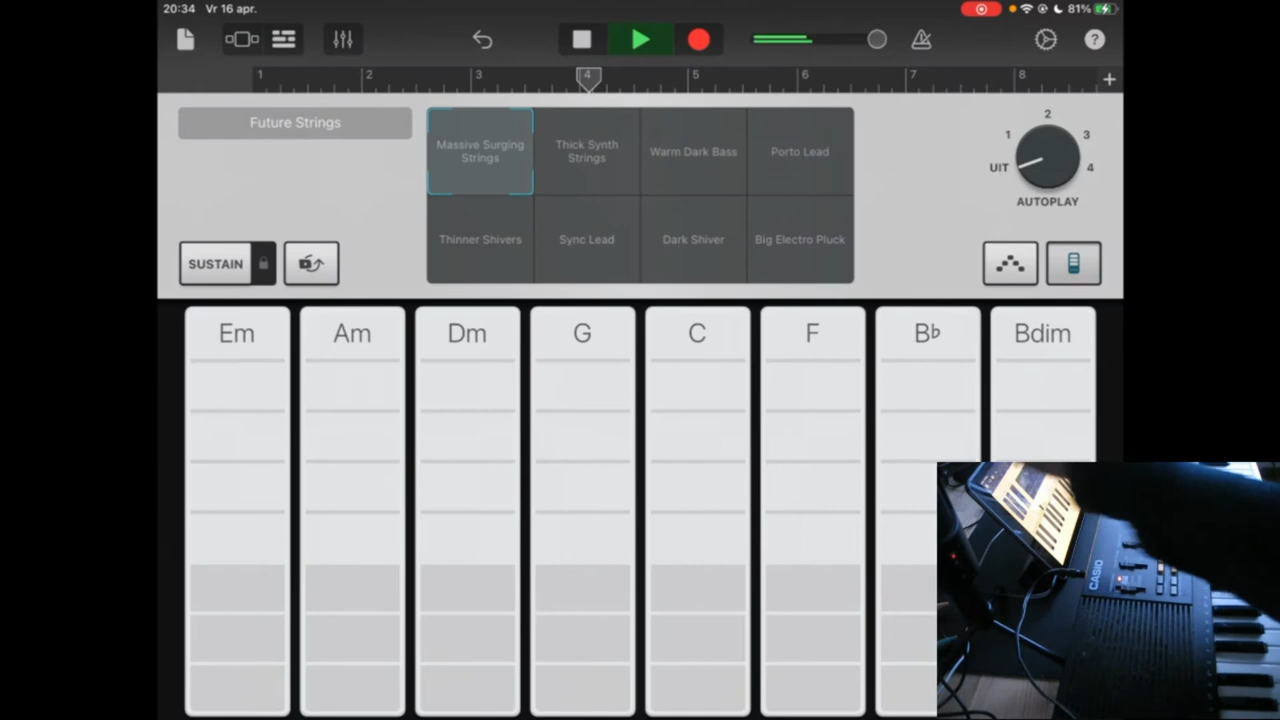 20:34 Vr 16 apr.
81%
?
1 2 3 4 5 6 7 8 +
Future Strings
Massive Surging Strings
Thick Synth Strings
Warm Dark Bass
Porto Lead
Thinner Shivers
Sync Lead
Dark Shiver
Big Electro Pluck
UIT 1 2 3 4
AUTOPLAY
SUSTAIN
Em Am Dm G C F B♭ Bdim
CASIO